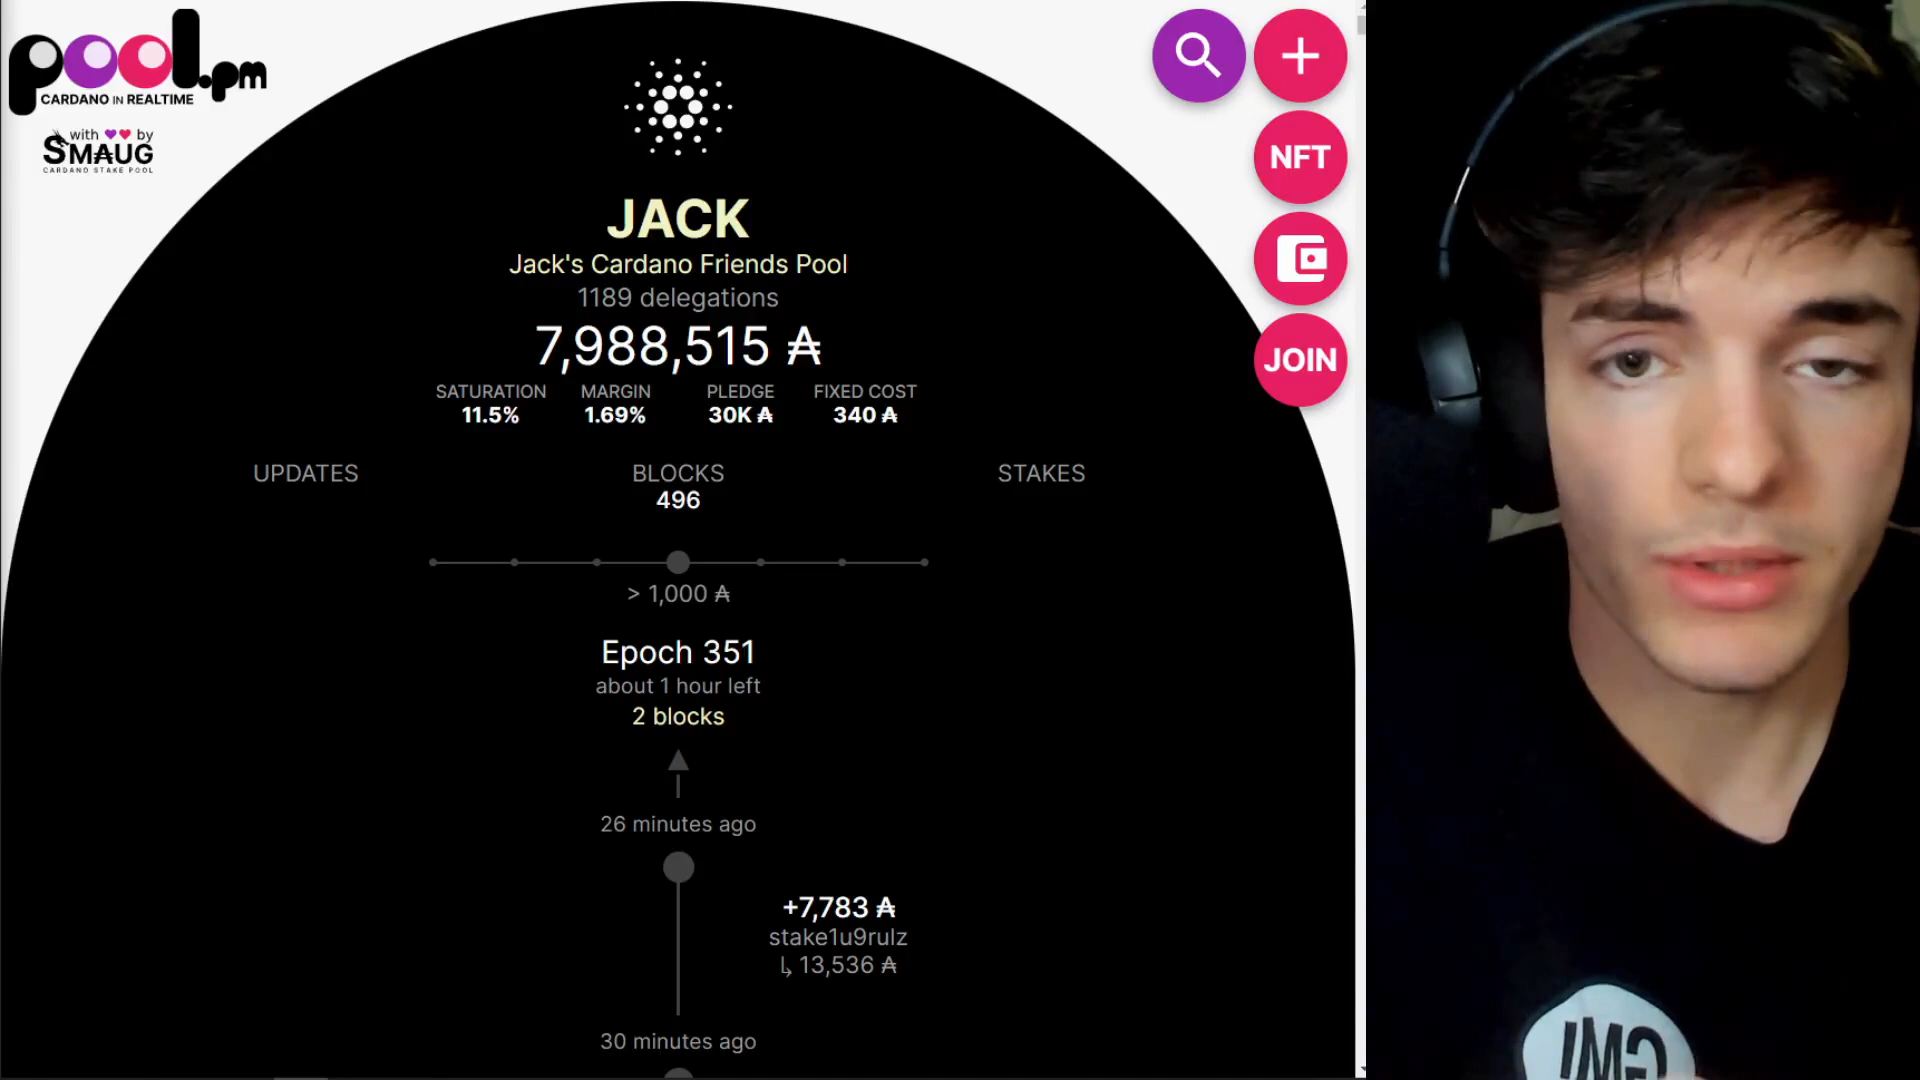 pool.pm
CARDANO IN REALTIME
with by
SMAUG
CARDANO STAKE POOL
NFT
JOIN
JACK
Jack's Cardano Friends Pool
1189 delegations
7,988,515 ₳
SATURATION MARGIN PLEDGE FIXED COST
11.5% 1.69% 30K ₳ 340 ₳
UPDATES BLOCKS STAKES
496
> 1,000 ₳
Epoch 351
about 1 hour left
2 blocks
26 minutes ago
+7,783 ₳
stake1u9rulz
↳ 13,536 ₳
30 minutes ago
GMI